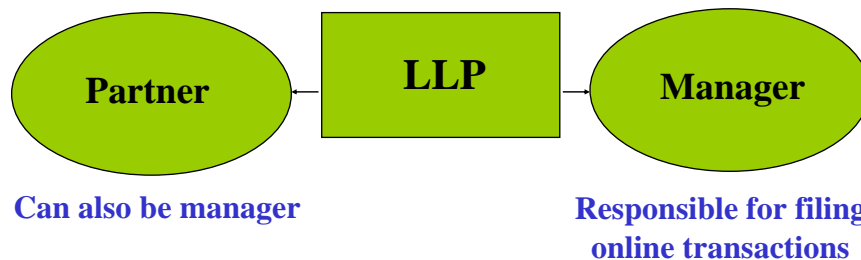 Partner
LLP
Manager
Can also be manager
Responsible for filing
online transactions